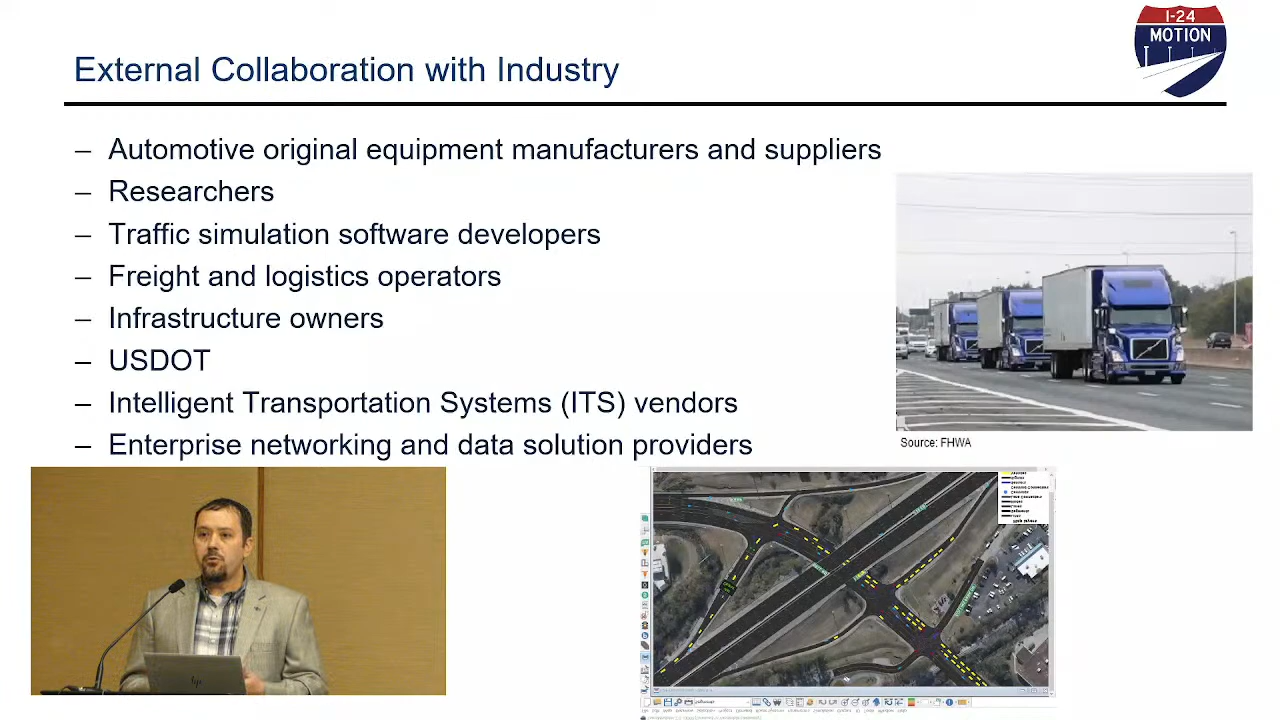 I-24
MOTION
External Collaboration with Industry
– Automotive original equipment manufacturers and suppliers
– Researchers
– Traffic simulation software developers
– Freight and logistics operators
– Infrastructure owners
– USDOT
– Intelligent Transportation Systems (ITS) vendors
– Enterprise networking and data solution providers
Source: FHWA
hp